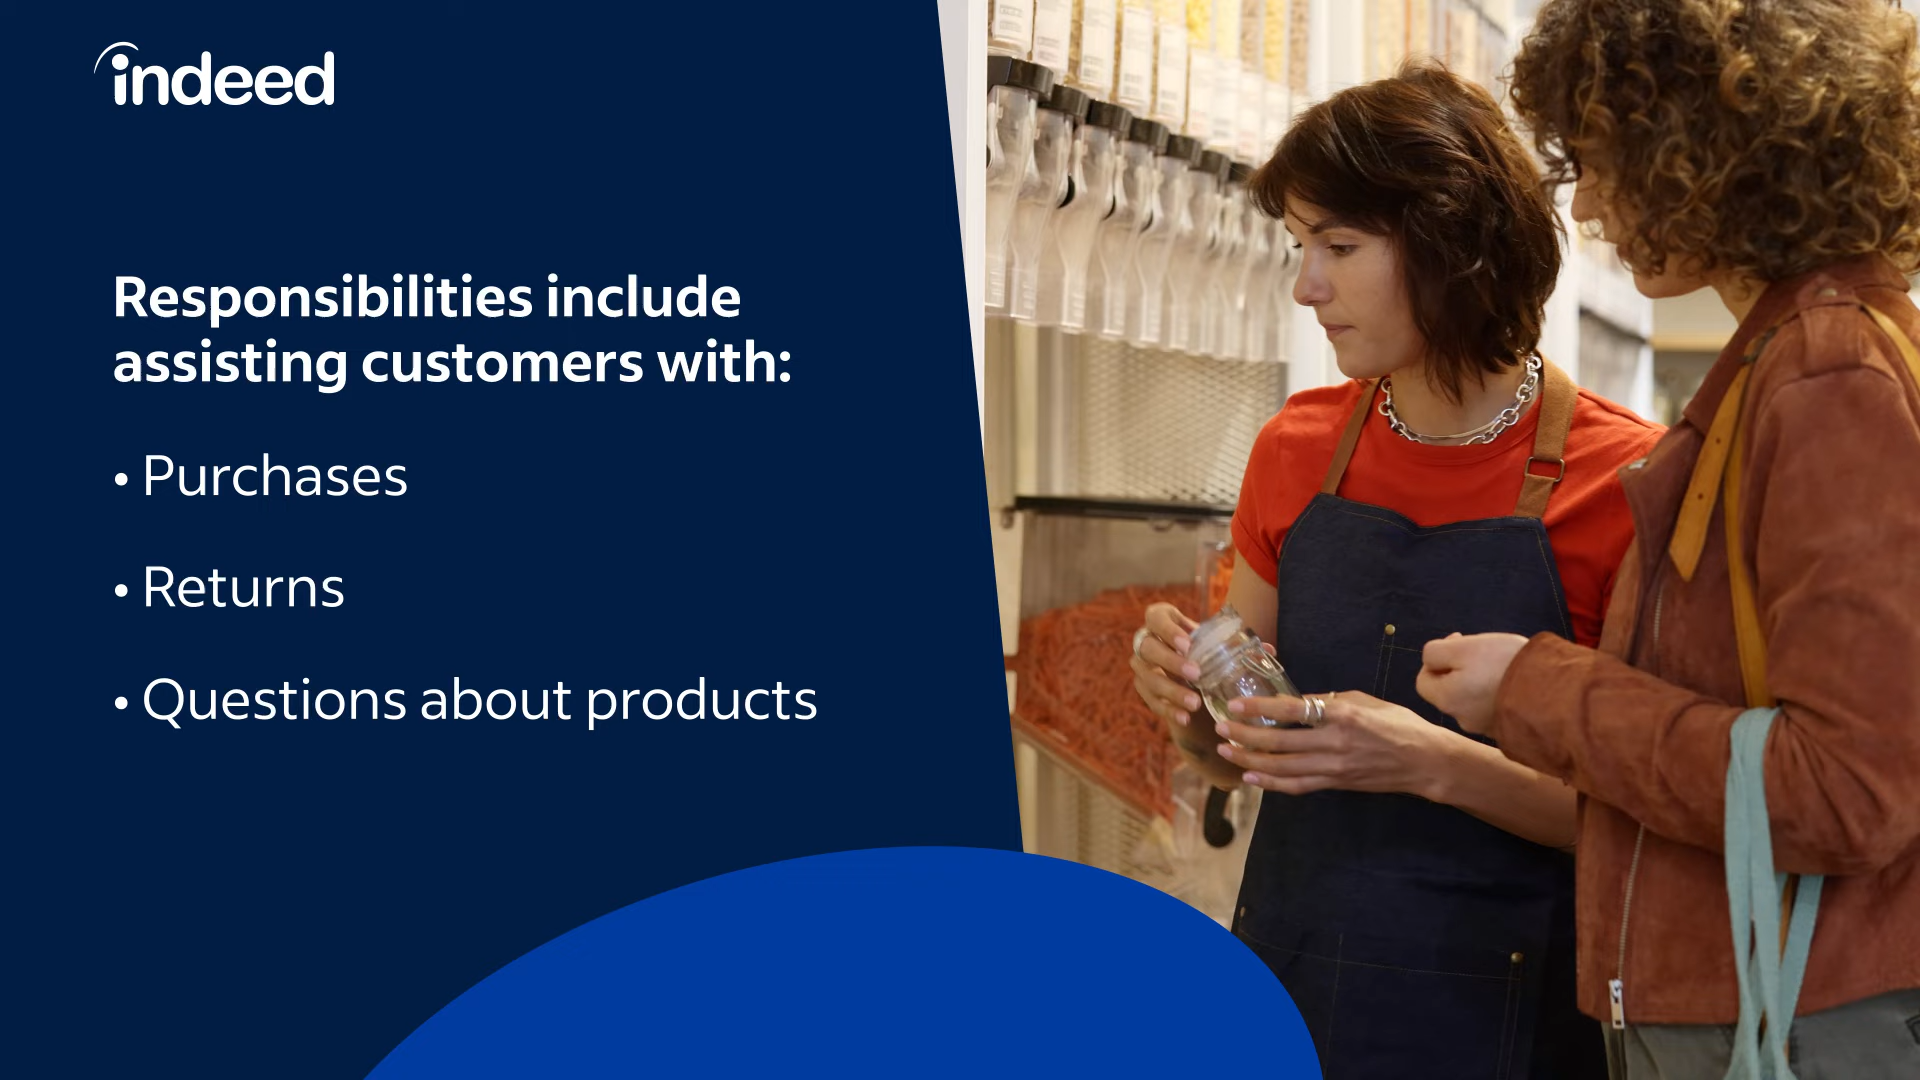 indeed
Responsibilities include
assisting customers with:
• Purchases
• Returns
• Questions about products